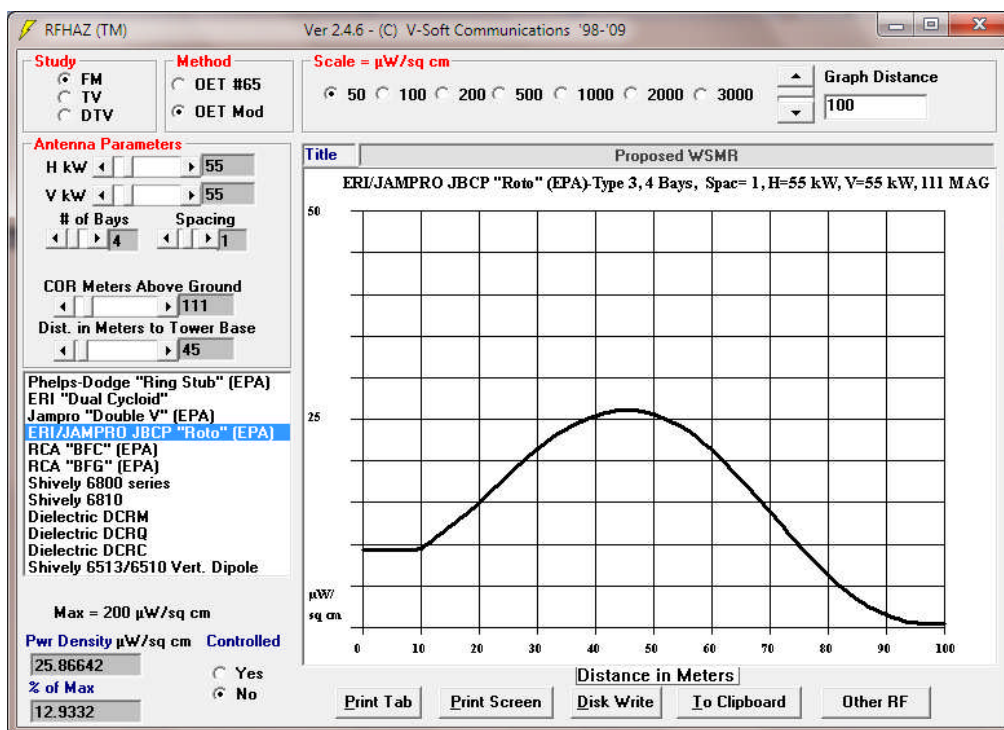 RFHAZ (TM) Ver 2.4.6 - (C) V-Soft Communications '98-'09
Study
FM
TV
DTV
Method
OET #65
OET Mod
Scale = µW/sq cm
50 100 200 500 1000 2000 3000
Graph Distance
100
Antenna Parameters
H kW 55
V kW 55
# of Bays Spacing
4 1
COR Meters Above Ground
111
Dist. in Meters to Tower Base
45
Phelps-Dodge "Ring Stub" (EPA)
ERI "Dual Cycloid"
Jampro "Double V" (EPA)
ERI/JAMPRO JBCP "Roto" (EPA)
RCA "BFC" (EPA)
RCA "BFG" (EPA)
Shively 6800 series
Shively 6810
Dielectric DCRM
Dielectric DCRQ
Dielectric DCRC
Shively 6513/6510 Vert. Dipole
Max = 200 µW/sq cm
Pwr Density µW/sq cm Controlled
25.86642
Yes
% of Max
No
12.9332
Title Proposed WSMR
ERI/JAMPRO JBCP "Roto" (EPA)-Type 3, 4 Bays, Spac= 1, H=55 kW, V=55 kW, 111 MAG
50
25
µW/
sq cm
0 10 20 30 40 50 60 70 80 90 100
Distance in Meters
Print Tab Print Screen Disk Write To Clipboard Other RF